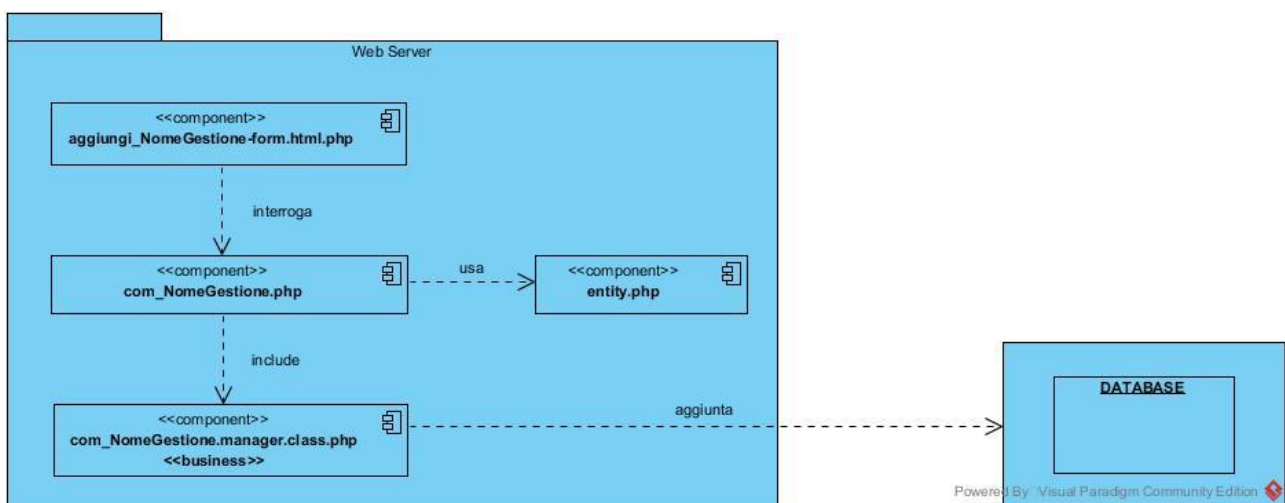 Web Server
<<component>>
aggiungi_NomeGestione-form.html.php
interroga
<<component>>
com_NomeGestione.php
usa
<<component>>
entity.php
include
<<component>>
com_NomeGestione.manager.class.php
<<business>>
aggiunta
DATABASE
Powered By Visual Paradigm Community Edition